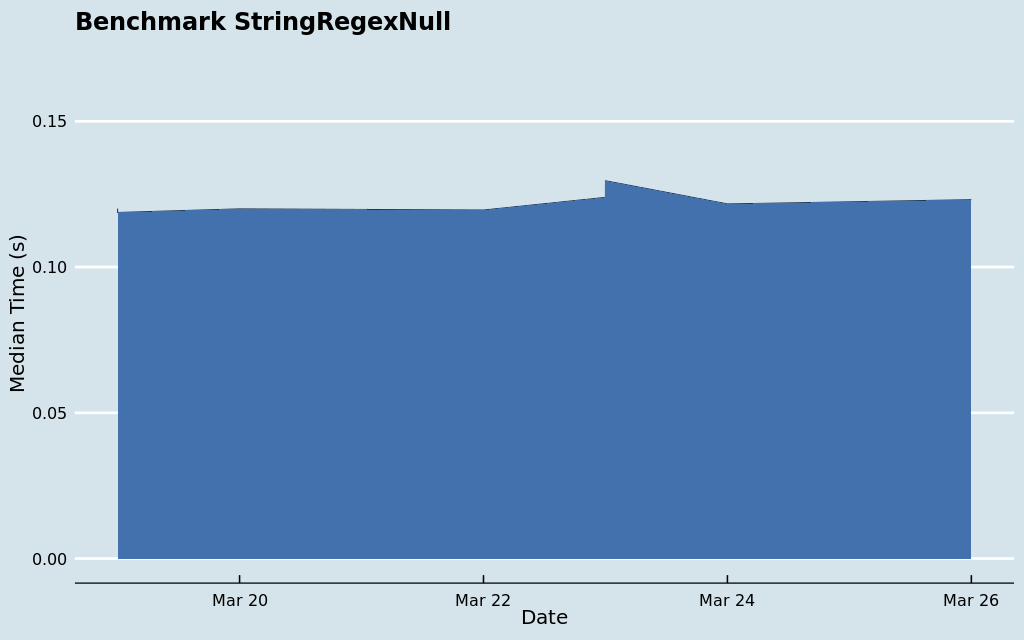 Benchmark StringRegexNull
0.15
0.10
0.05
0.00
Median Time (s)
Mar 20
Mar 22
Mar 24
Mar 26
Date